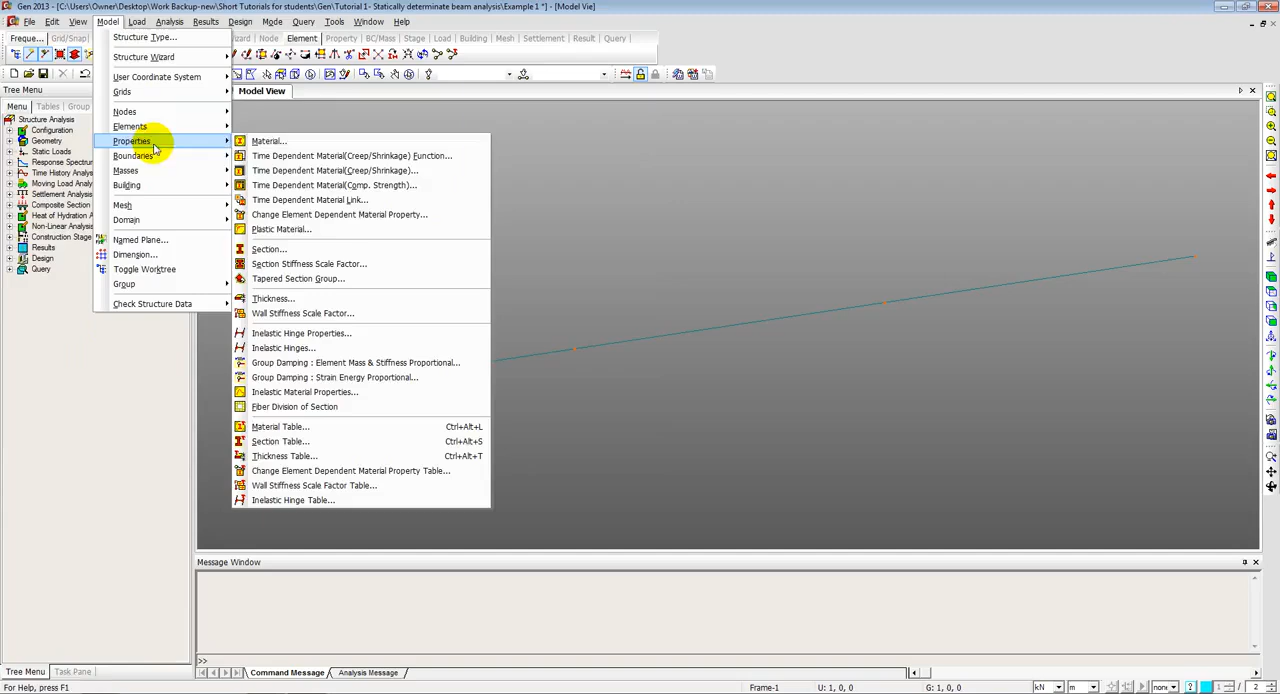 Gen 2013 - [C:\Users\Owner\Desktop\Work Backup-new\Short Tutorials for students\Gen\Tutorial 1- Statically determinate beam analysis\Example 1 *] - [Model Vie]
File Edit View Model Load Analysis Results Design Mode Query Tools Window Help
Freque... Grid/Snap Wizard Node Element Property BC/Mass Stage Load Building Mesh Settlement Result Query
Tree Menu
Menu Tables Group
Structure Analysis
Configuration
Geometry
Static Loads
Response Spectrum
Time History Analys
Moving Load Analy
Settlement Analysis
Composite Section
Heat of Hydration A
Non-Linear Analysis
Construction Stage
Results
Design
Query
Structure Type...
Structure Wizard
User Coordinate System
Grids
Nodes
Elements
Properties
Boundaries
Masses
Building
Mesh
Domain
Named Plane...
Dimension...
Toggle Worktree
Group
Check Structure Data
Model View
Material...
Time Dependent Material(Creep/Shrinkage) Function...
Time Dependent Material(Creep/Shrinkage)...
Time Dependent Material(Comp. Strength)...
Time Dependent Material Link...
Change Element Dependent Material Property...
Plastic Material...
Section...
Section Stiffness Scale Factor...
Tapered Section Group...
Thickness...
Wall Stiffness Scale Factor...
Inelastic Hinge Properties...
Inelastic Hinges...
Group Damping : Element Mass & Stiffness Proportional...
Group Damping : Strain Energy Proportional...
Inelastic Material Properties...
Fiber Division of Section
Material Table... Ctrl+Alt+L
Section Table... Ctrl+Alt+S
Thickness Table... Ctrl+Alt+T
Change Element Dependent Material Property Table...
Wall Stiffness Scale Factor Table...
Inelastic Hinge Table...
Message Window
>>
Command Message Analysis Message
Tree Menu Task Pane
For Help, press F1
Frame-1 U: 1, 0, 0 G: 1, 0, 0 kN m none 1 / 2